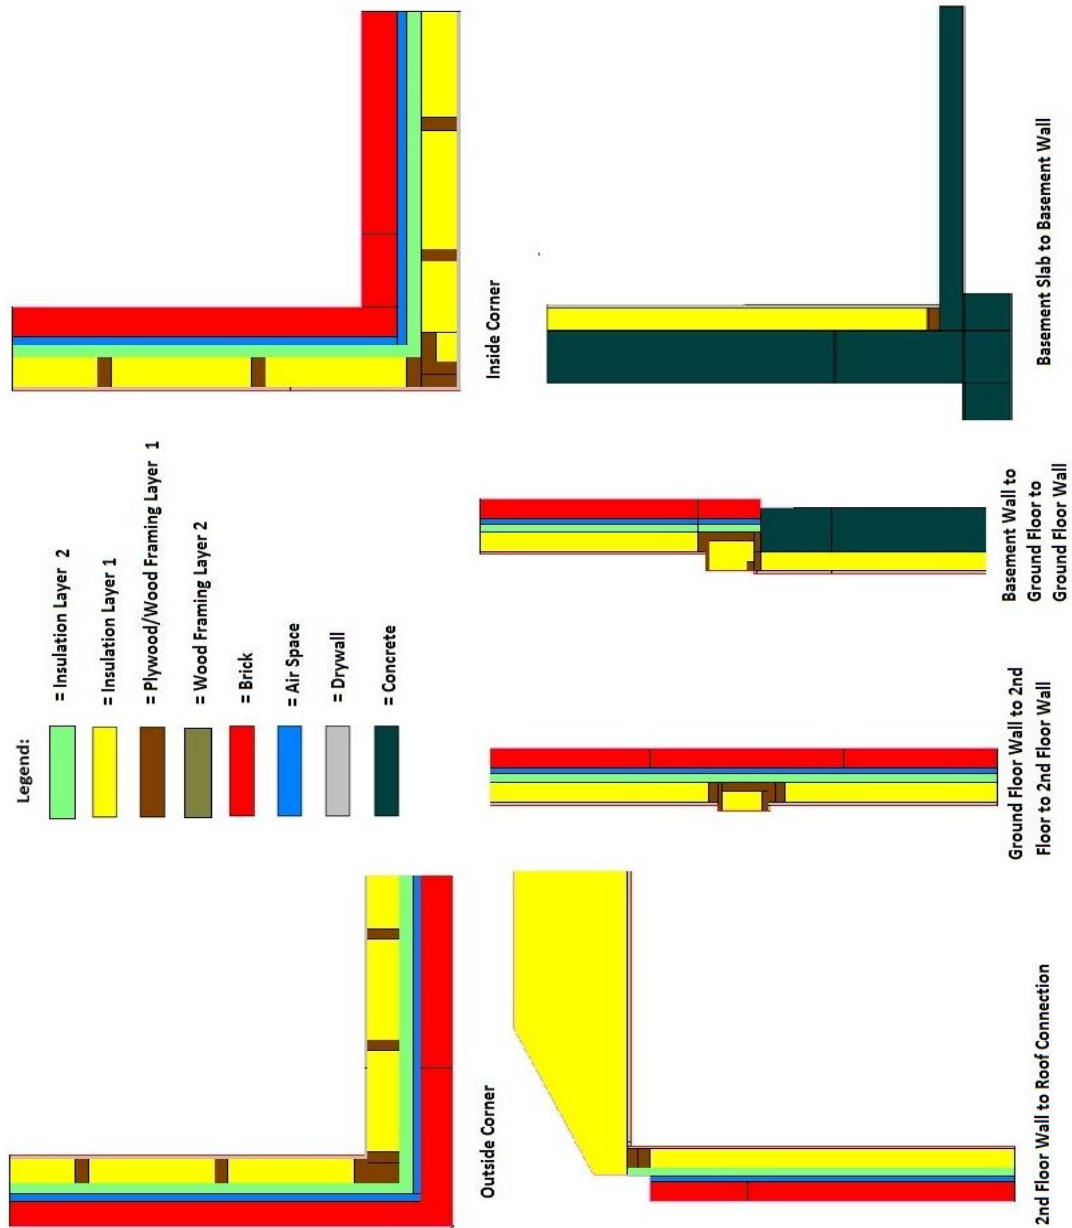 Legend:
= Insulation Layer 2
= Insulation Layer 1
= Plywood/Wood Framing Layer 1
= Wood Framing Layer 2
= Brick
= Air Space
= Drywall
= Concrete
Outside Corner
Inside Corner
2nd Floor Wall to Roof Connection
Ground Floor Wall to 2nd
Floor to 2nd Floor Wall
Basement Wall to
Ground Floor to
Ground Floor Wall
Basement Slab to Basement Wall